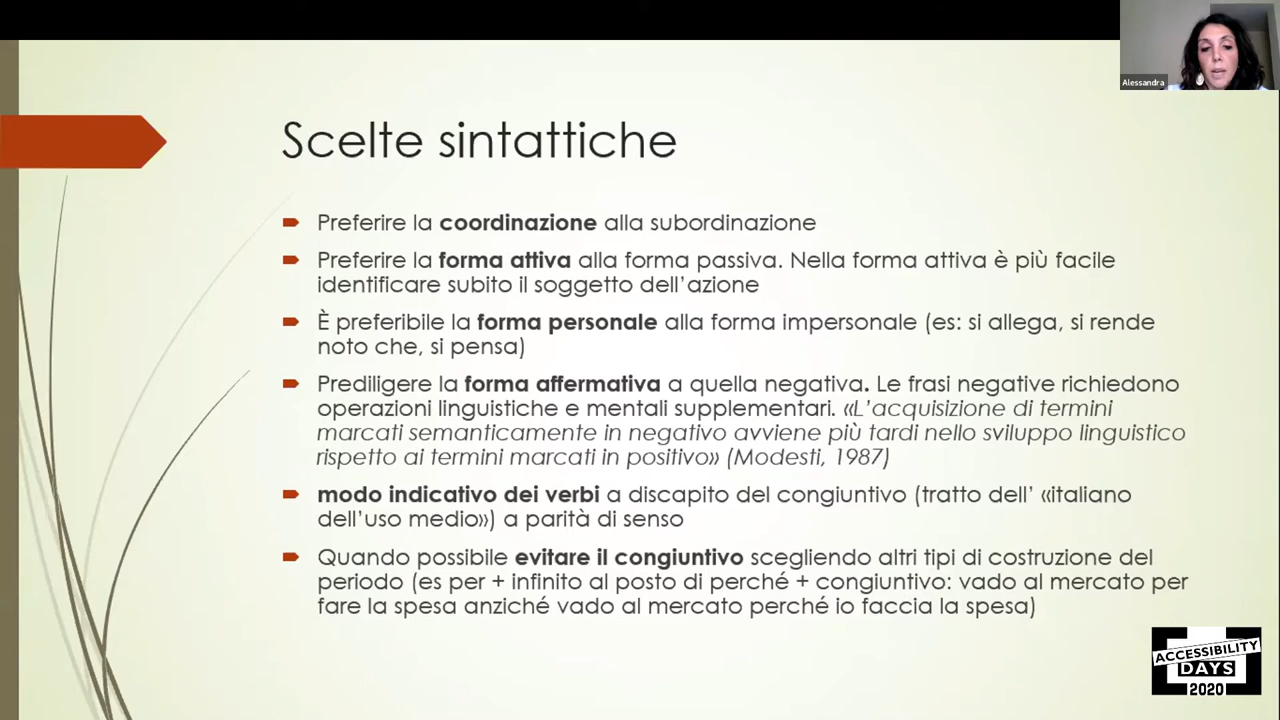 Alessandra
Scelte sintattiche
Preferire la coordinazione alla subordinazione
Preferire la forma attiva alla forma passiva. Nella forma attiva è più facile
identificare subito il soggetto dell’azione
È preferibile la forma personale alla forma impersonale (es: si allega, si rende
noto che, si pensa)
Prediligere la forma affermativa a quella negativa. Le frasi negative richiedono
operazioni linguistiche e mentali supplementari. «L’acquisizione di termini
marcati semanticamente in negativo avviene più tardi nello sviluppo linguistico
rispetto ai termini marcati in positivo» (Modesti, 1987)
modo indicativo dei verbi a discapito del congiuntivo (tratto dell’ «italiano
dell’uso medio») a parità di senso
Quando possibile evitare il congiuntivo scegliendo altri tipi di costruzione del
periodo (es per + infinito al posto di perché + congiuntivo: vado al mercato per
fare la spesa anziché vado al mercato perché io faccia la spesa)
ACCESSIBILITY
DAYS
2020